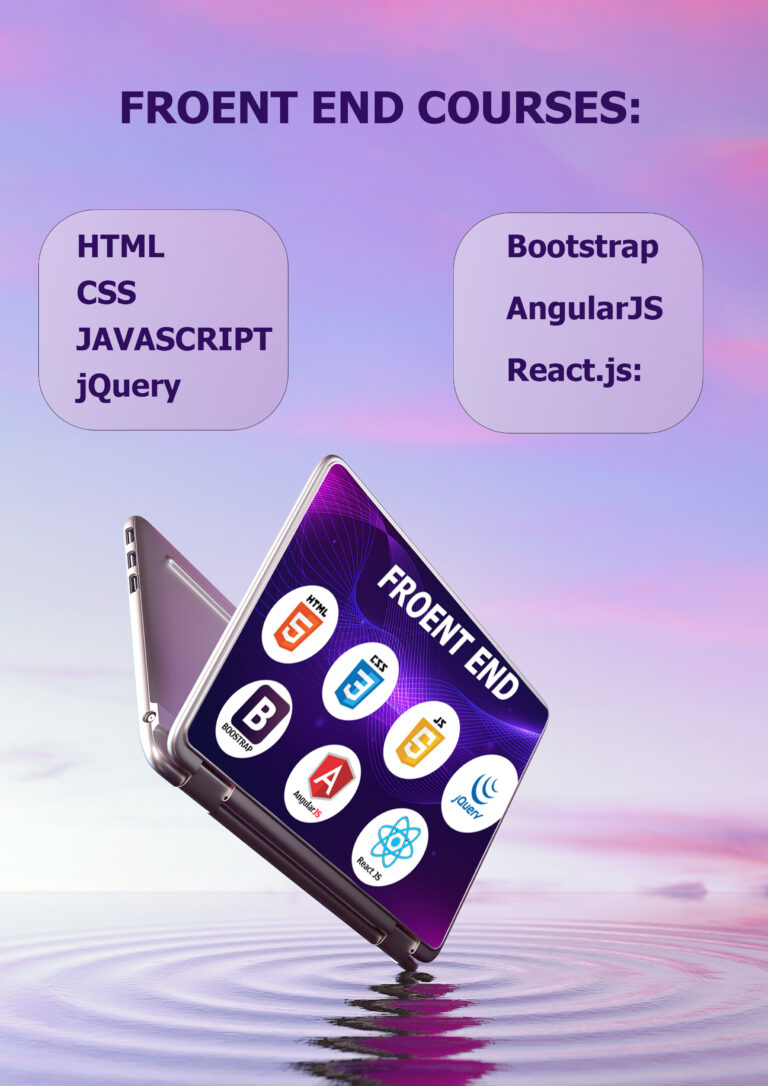 FROENT END COURSES:
HTML
CSS
JAVASCRIPT
jQuery
Bootstrap
AngularJS
React.js:
FROENT END
HTML
5
CSS
3
JS
5
jQuery
B
BOOSTRAP
A
AngularJS
React JS